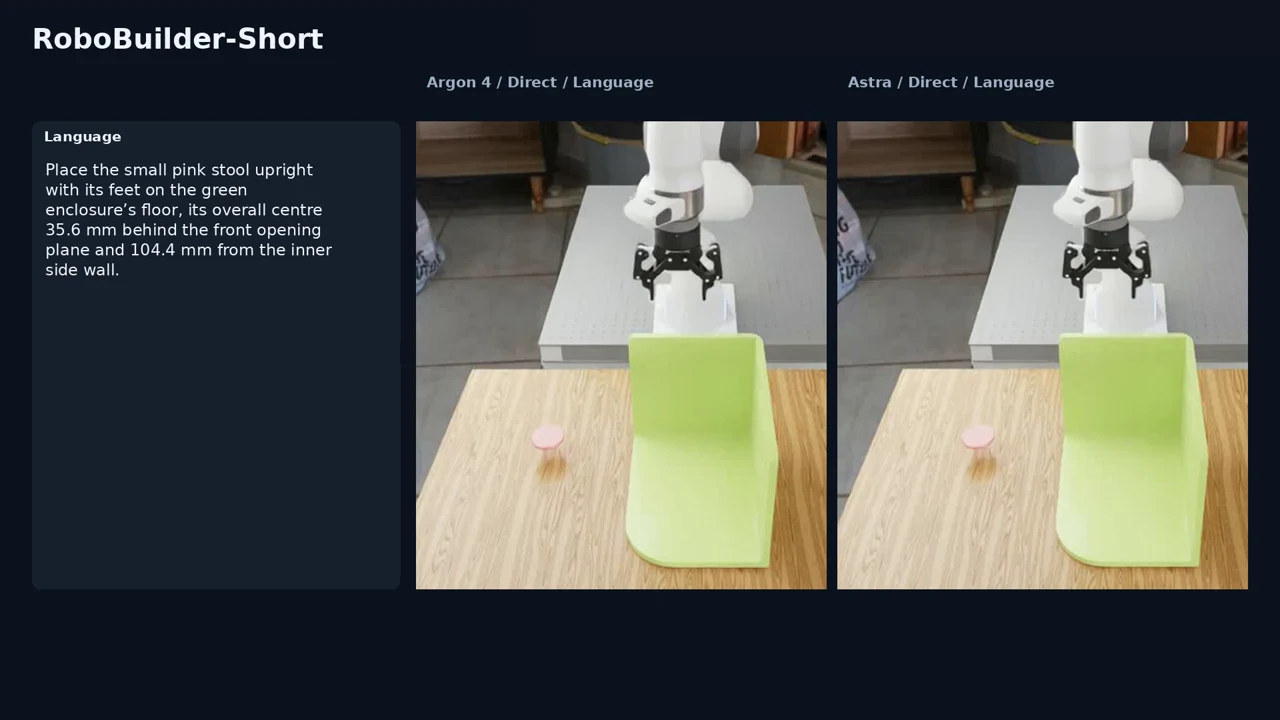 RoboBuilder-Short
Argon 4 / Direct / Language
Astra / Direct / Language
Language
Place the small pink stool upright
with its feet on the green
enclosure’s floor, its overall centre
35.6 mm behind the front opening
plane and 104.4 mm from the inner
side wall.